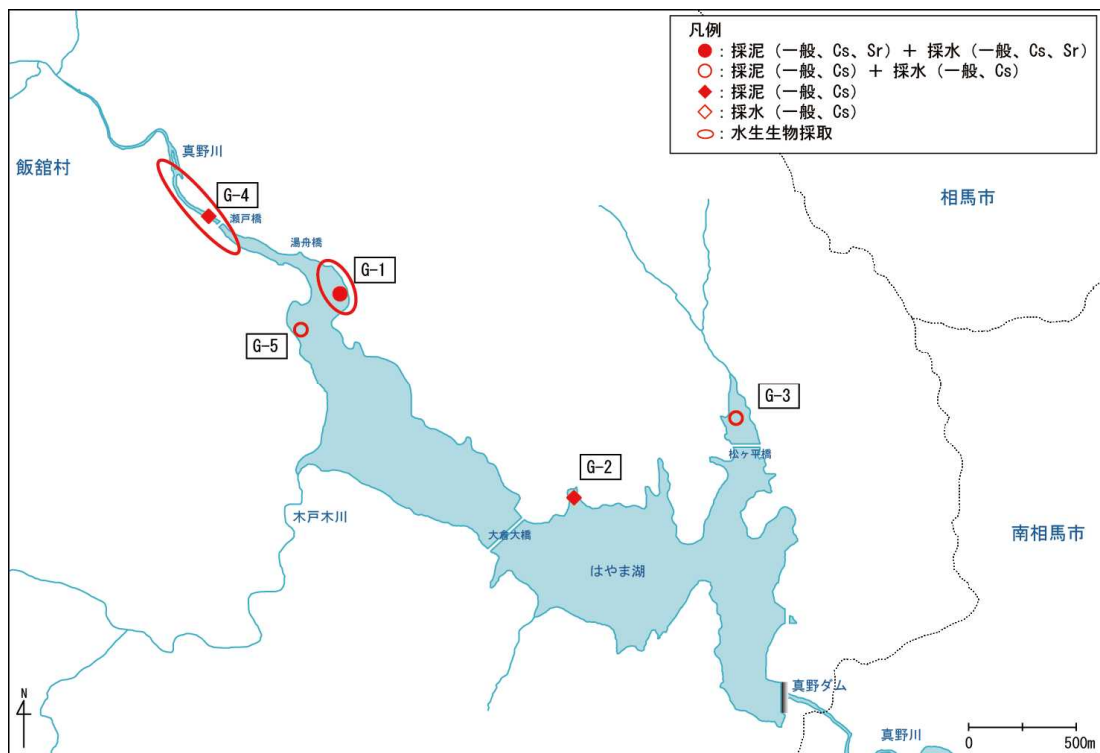 凡例
：採泥（一般、Cs、Sr）＋ 採水（一般、Cs、Sr）
：採泥（一般、Cs）＋ 採水（一般、Cs）
：採泥（一般、Cs）
：採水（一般、Cs）
：水生生物採取
真野川
飯舘村
G-4
瀬戸橋
相馬市
湯舟橋
G-1
G-5
G-3
松ヶ平橋
G-2
木戸木川
大倉大橋
南相馬市
はやま湖
真野ダム
N
真野川
0 500m